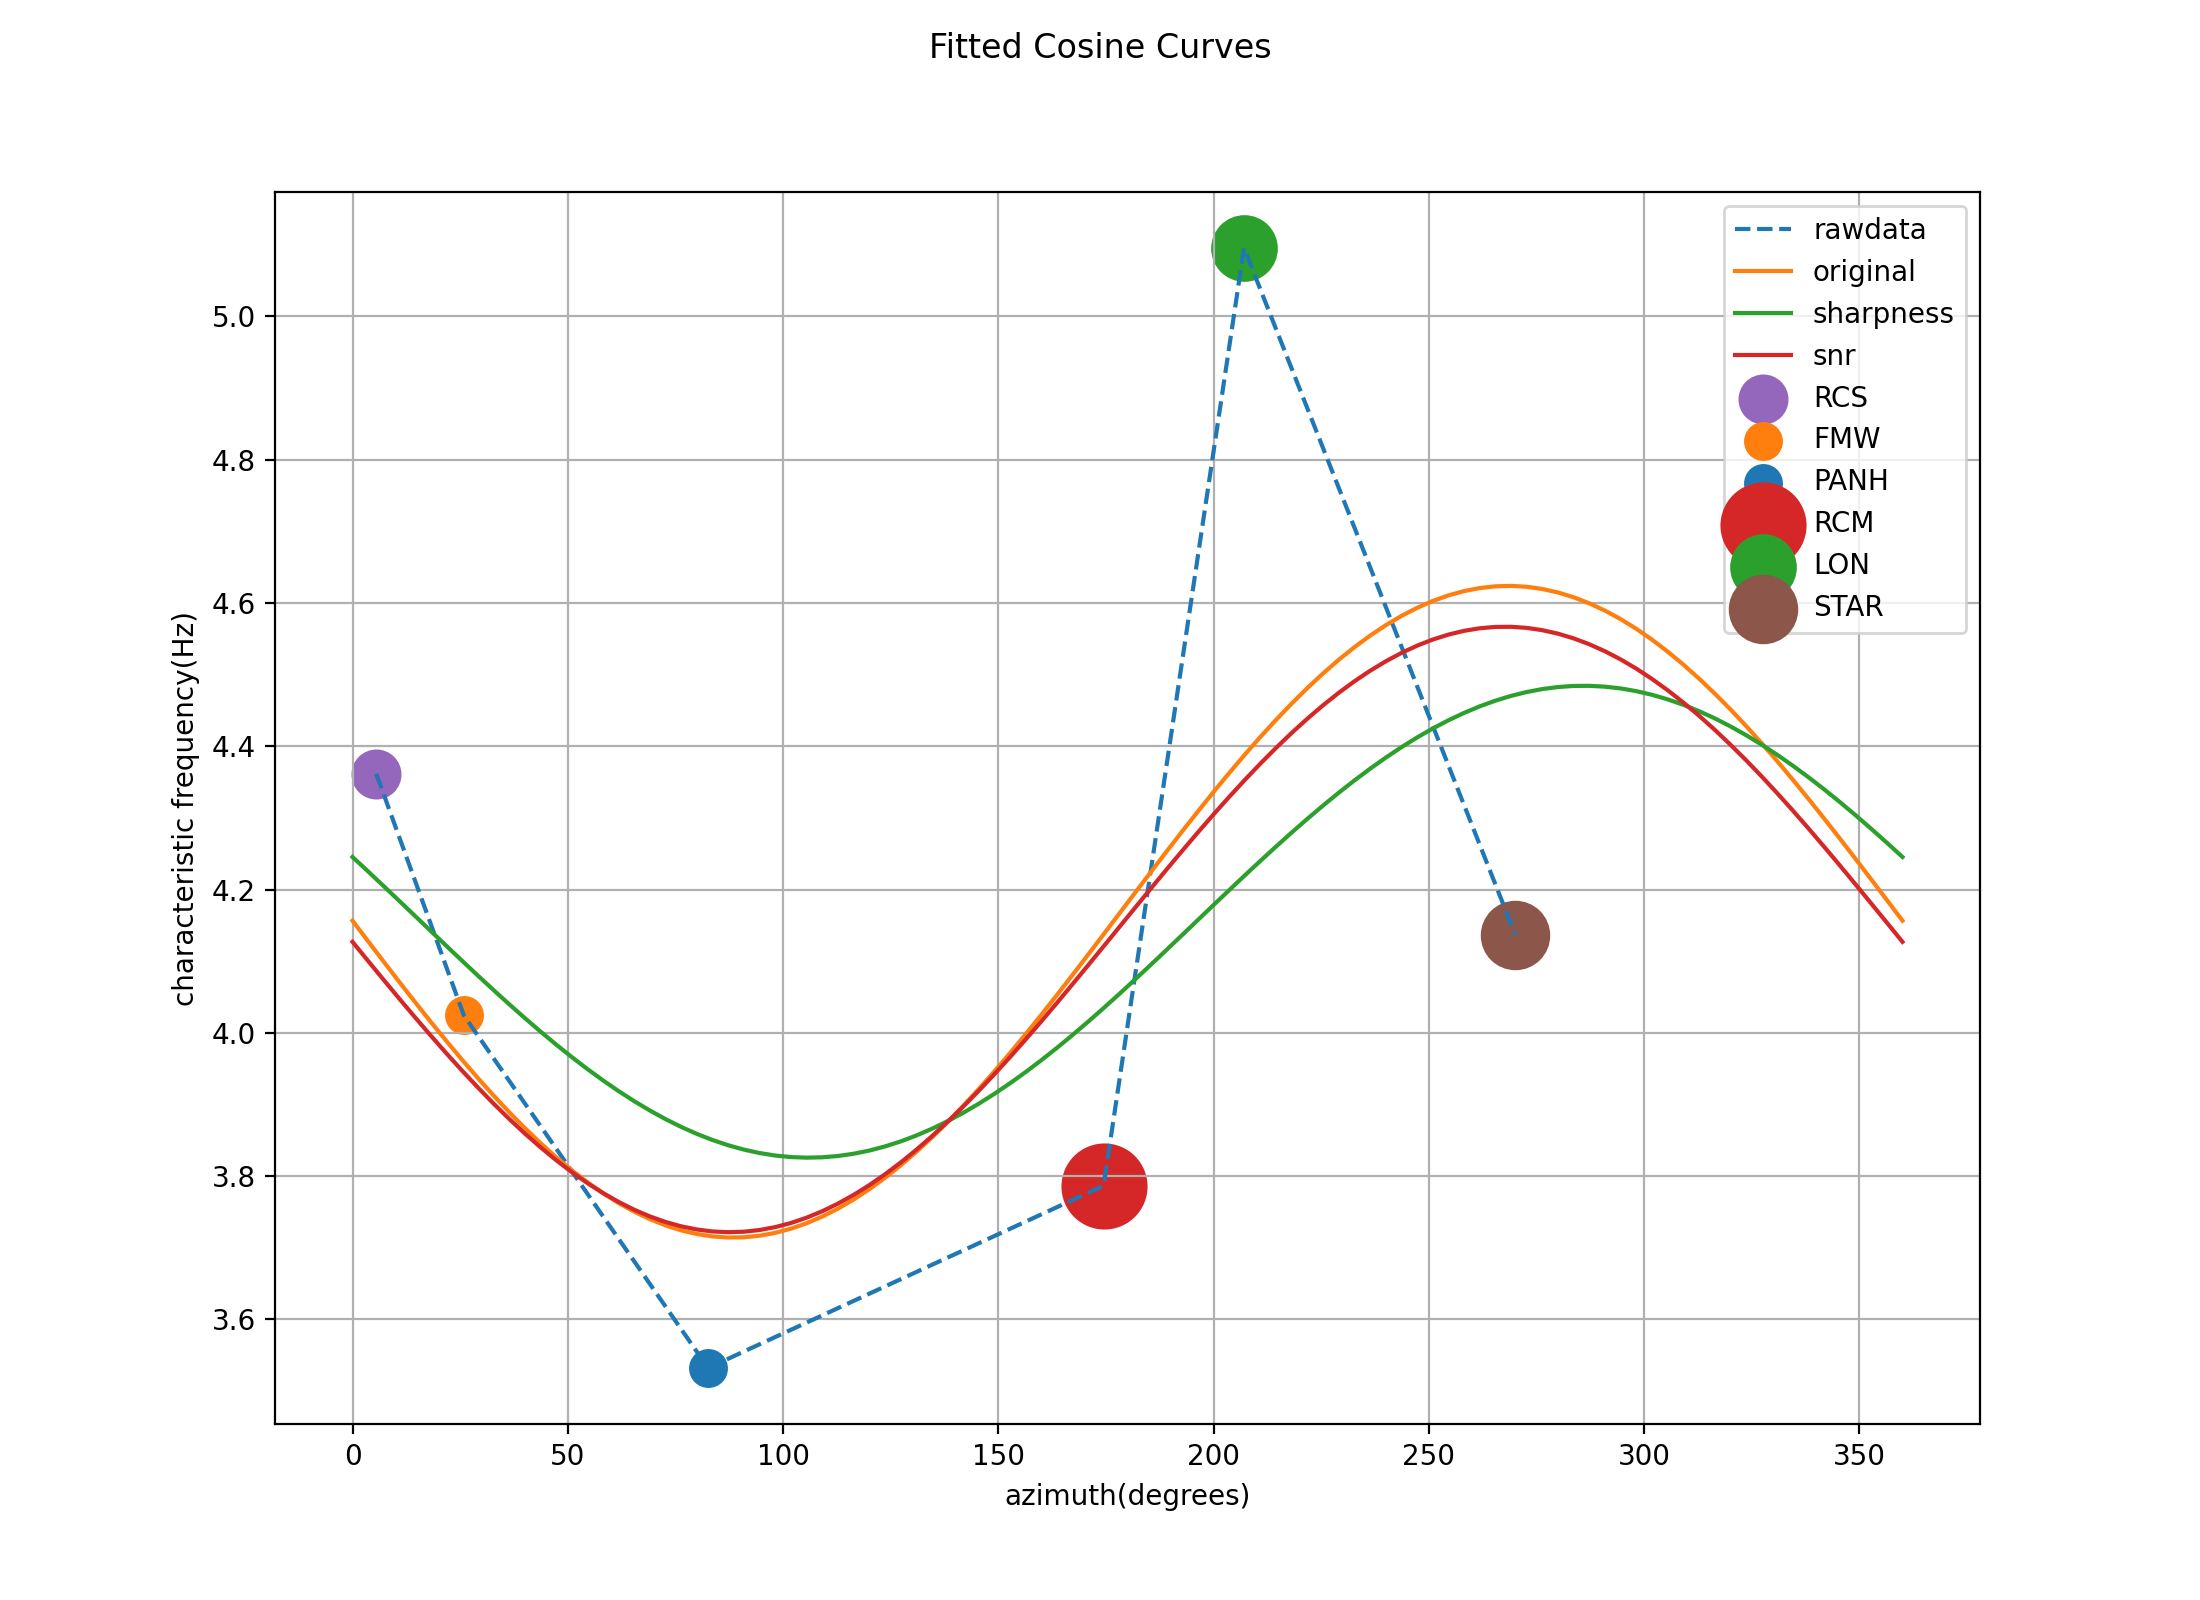 Fitted Cosine Curves
characteristic frequency(Hz)
5.0
4.8
4.6
4.4
4.2
4.0
3.8
3.6
0 50 100 150 200 250 300 350
azimuth(degrees)
rawdata
original
sharpness
snr
RCS
FMW
PANH
RCM
LON
STAR